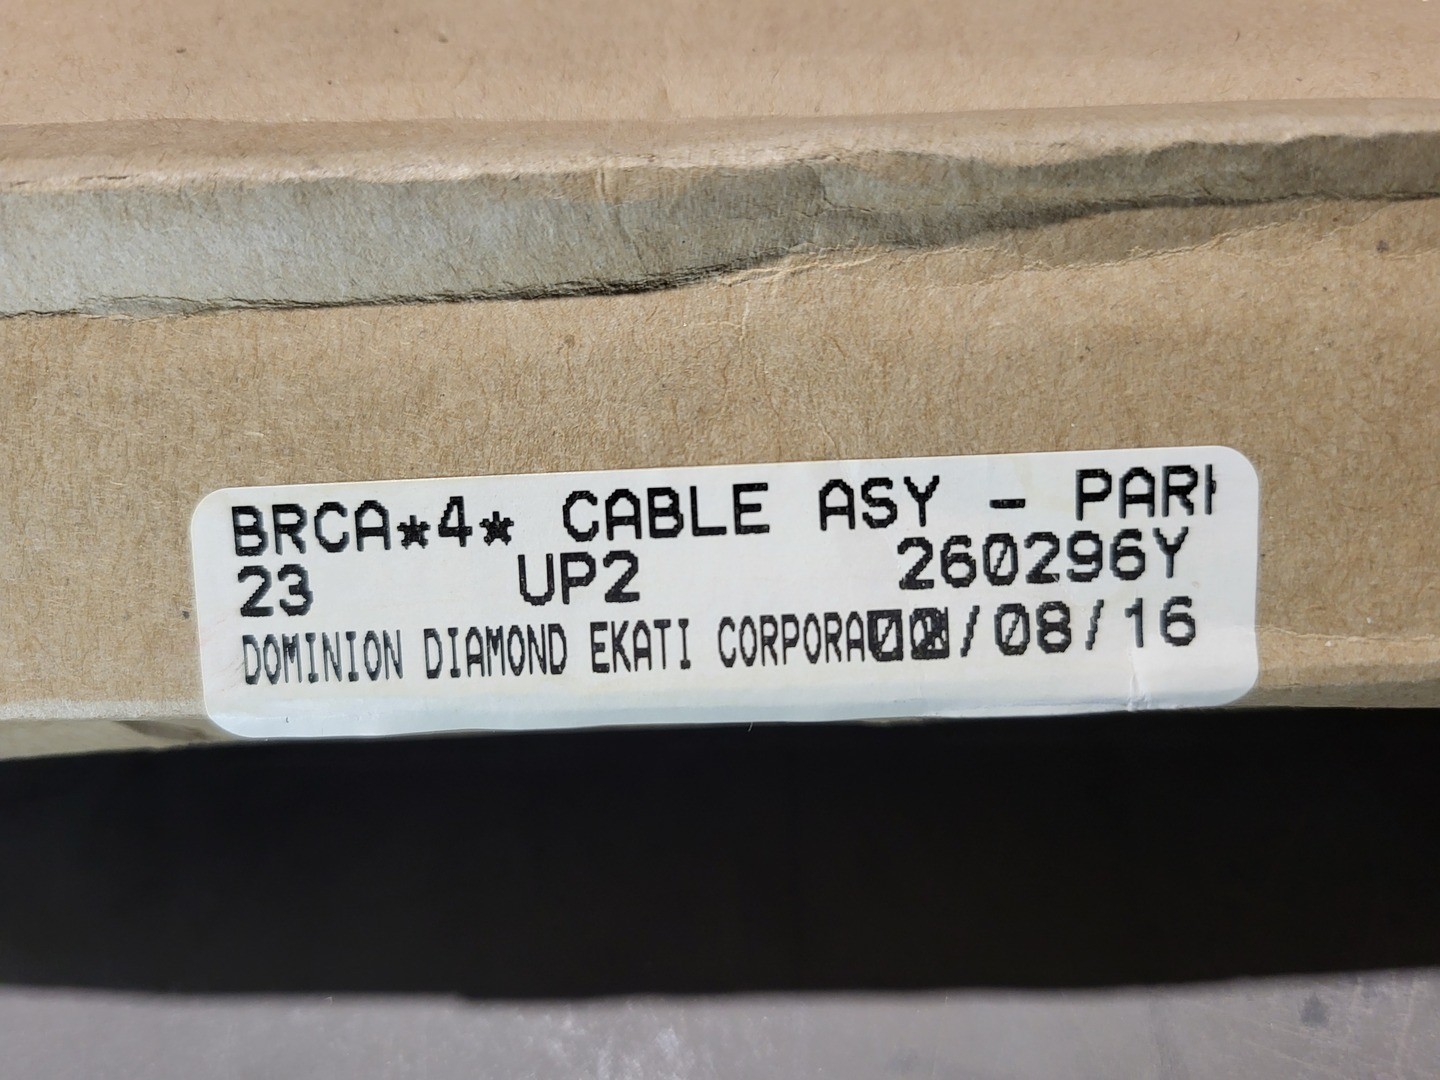 BRCA*4* CABLE ASY - PAR
23 UP2 260296Y
DOMINION DIAMOND EKATI CORPORA /08/16